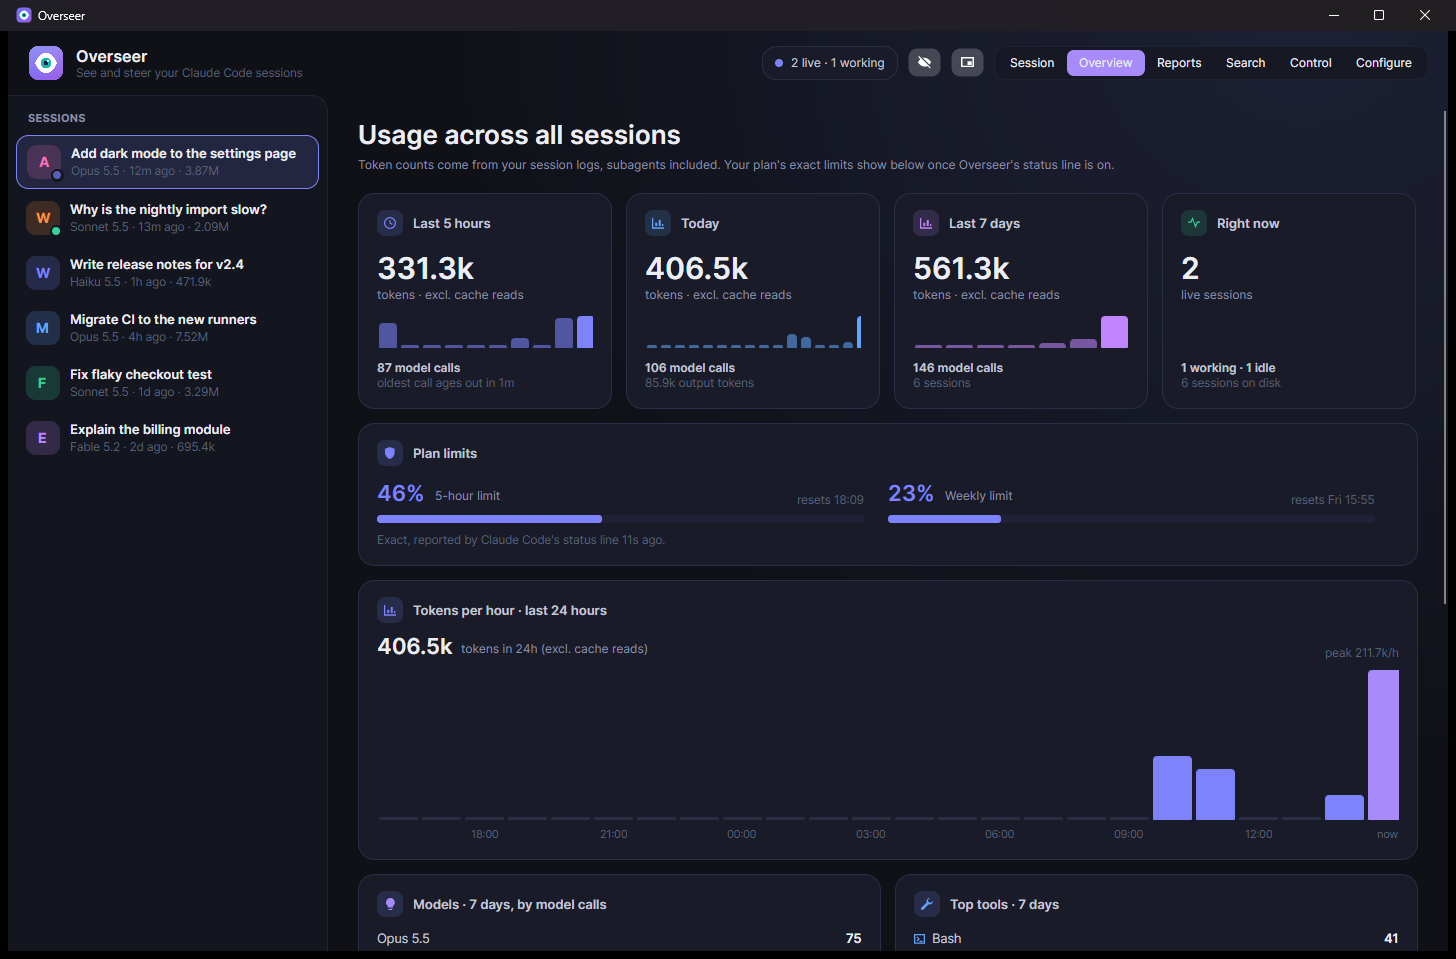 Overseer
Overseer
See and steer your Claude Code sessions
2 live · 1 working
Session
Overview
Reports
Search
Control
Configure
SESSIONS
A
Add dark mode to the settings page
Opus 5.5 · 12m ago · 3.87M
W
Why is the nightly import slow?
Sonnet 5.5 · 13m ago · 2.09M
W
Write release notes for v2.4
Haiku 5.5 · 1h ago · 471.9k
M
Migrate CI to the new runners
Opus 5.5 · 4h ago · 7.52M
F
Fix flaky checkout test
Sonnet 5.5 · 1d ago · 3.29M
E
Explain the billing module
Fable 5.2 · 2d ago · 695.4k
Usage across all sessions
Token counts come from your session logs, subagents included. Your plan's exact limits show below once Overseer's status line is on.
Last 5 hours
331.3k
tokens · excl. cache reads
87 model calls
oldest call ages out in 1m
Today
406.5k
tokens · excl. cache reads
106 model calls
85.9k output tokens
Last 7 days
561.3k
tokens · excl. cache reads
146 model calls
6 sessions
Right now
2
live sessions
1 working · 1 idle
6 sessions on disk
Plan limits
46% 5-hour limit
resets 18:09
23% Weekly limit
resets Fri 15:55
Exact, reported by Claude Code's status line 11s ago.
Tokens per hour · last 24 hours
406.5k tokens in 24h (excl. cache reads)
peak 211.7k/h
18:00
21:00
00:00
03:00
06:00
09:00
12:00
now
Models · 7 days, by model calls
Opus 5.5
75
Top tools · 7 days
Bash
41